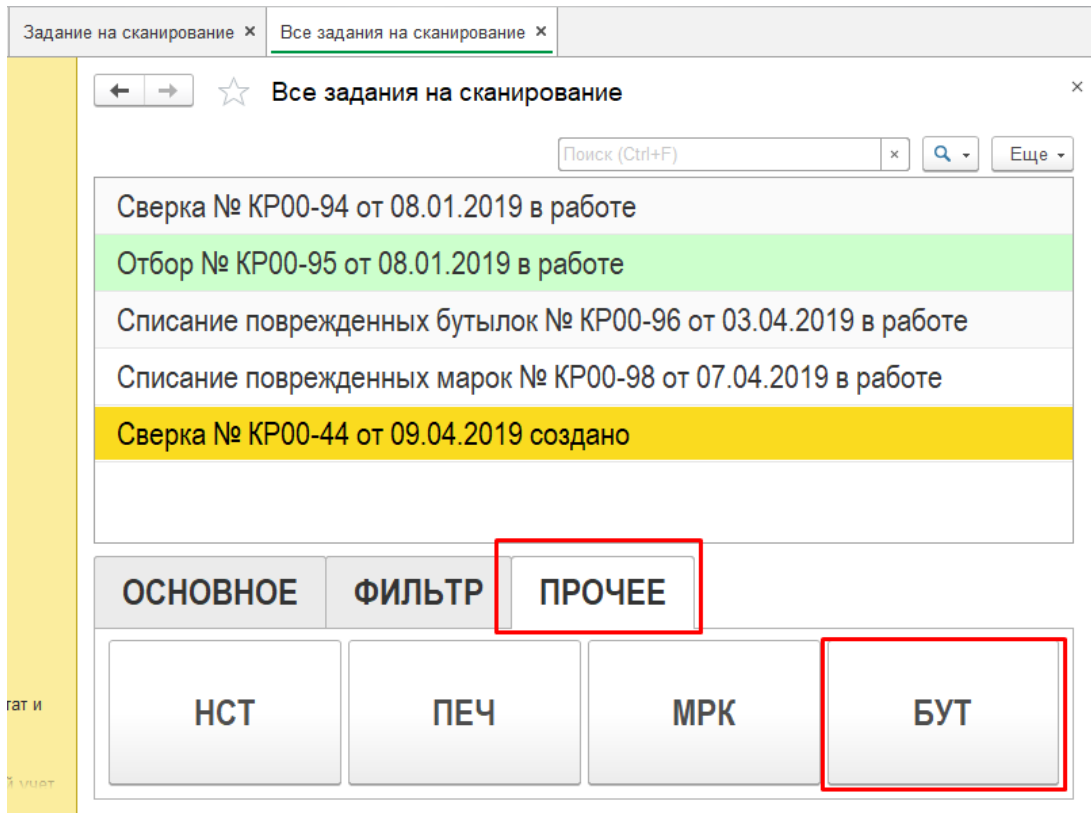 Задание на сканирование × Все задания на сканирование ×
Все задания на сканирование ×
Поиск (Ctrl+F) × Еще
Сверка № КР00-94 от 08.01.2019 в работе
Отбор № КР00-95 от 08.01.2019 в работе
Списание поврежденных бутылок № КР00-96 от 03.04.2019 в работе
Списание поврежденных марок № КР00-98 от 07.04.2019 в работе
Сверка № КР00-44 от 09.04.2019 создано
ОСНОВНОЕ ФИЛЬТР ПРОЧЕЕ
тат и НСТ ПЕЧ МРК БУТ
й учет